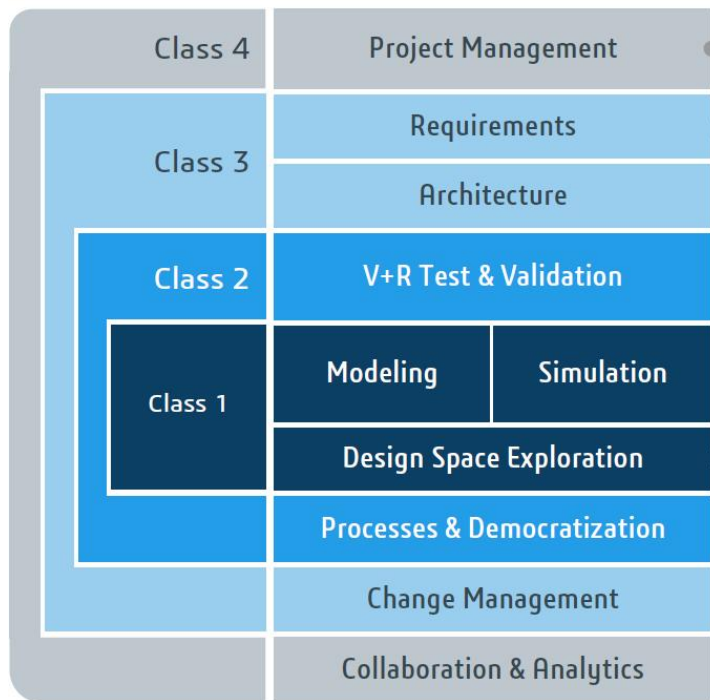 Class 4
Project Management
Requirements
Class 3
Architecture
Class 2
V+R Test & Validation
Modeling
Simulation
Class 1
Design Space Exploration
Processes & Democratization
Change Management
Collaboration & Analytics